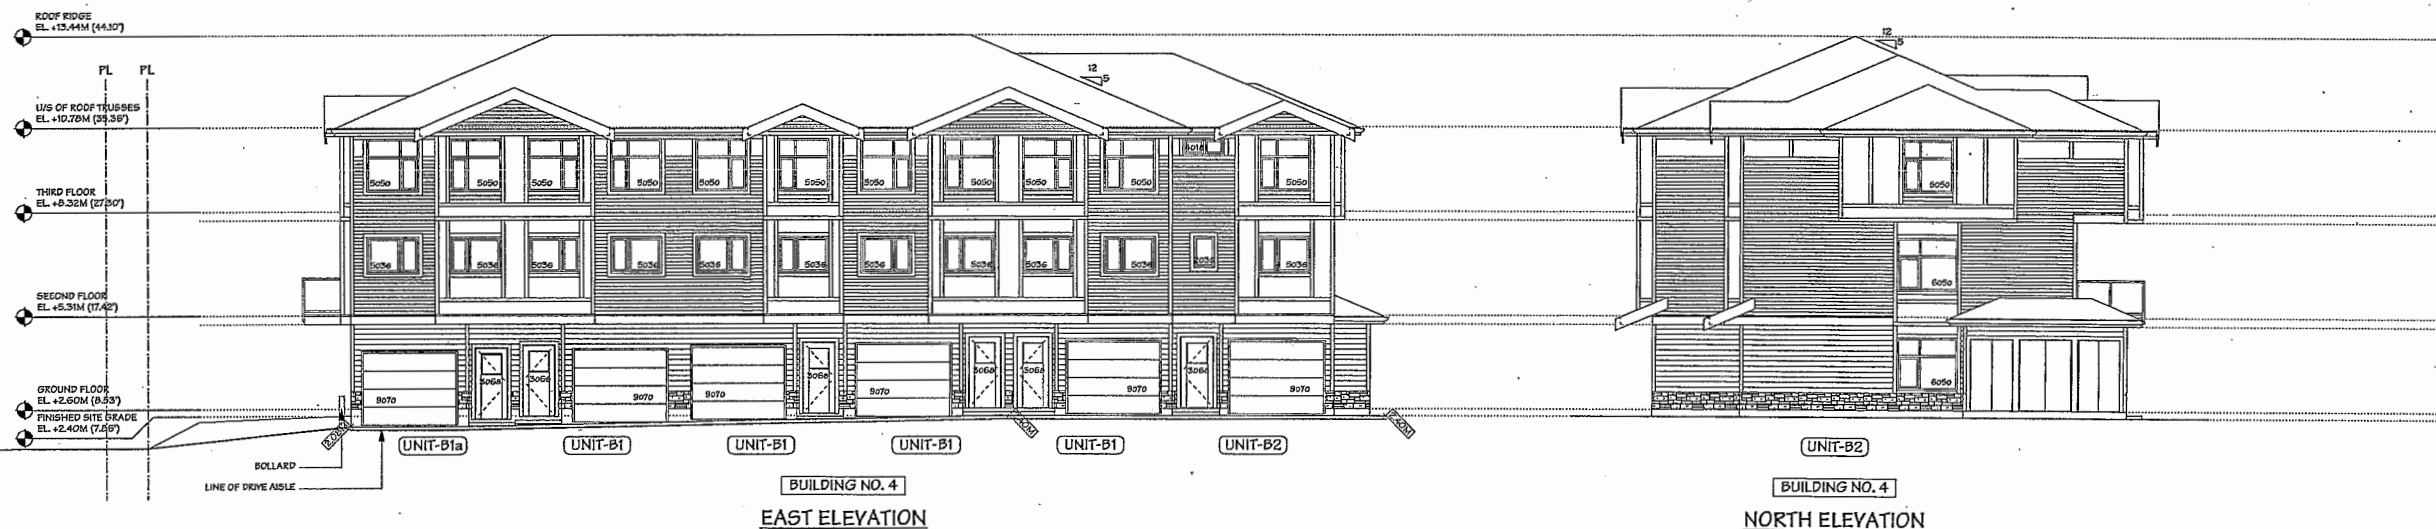 ROOF RIDGE
EL. +13.44M (44.10')
PL PL
U/S OF ROOF TRUSSES
EL. +10.78M (35.36')
THIRD FLOOR
EL. +8.32M (27.30')
SECOND FLOOR
EL. +5.31M (17.42')
GROUND FLOOR
EL. +2.60M (8.53')
FINISHED SITE GRADE
EL. +2.40M (7.88')
BOLLARD
LINE OF DRIVE AISLE
12
5
5050 5050 5050 5050 5050 5050 5050 5050 5050 5050 5050
5036 5036 5036 5036 5036 5036 5036 5036 5036 5036 5036
3068 3068 3068 3068 3068 3068
9070 9070 9070 9070 9070 9070
UNIT-B1a UNIT-B1 UNIT-B1 UNIT-B1 UNIT-B1 UNIT-B2
BUILDING NO. 4
EAST ELEVATION
12
5
6050
6050
UNIT-B2
BUILDING NO. 4
NORTH ELEVATION